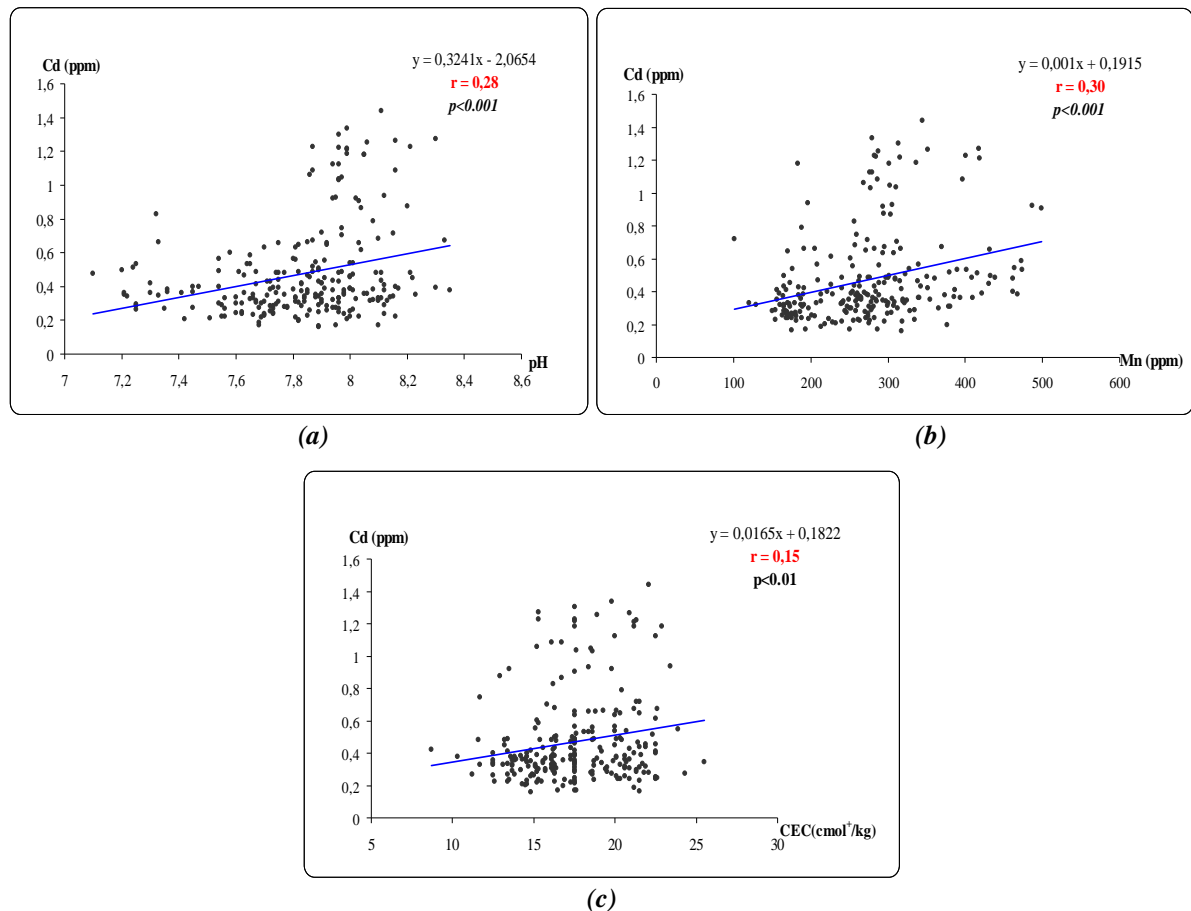 y = 0,3241x - 2,0654
Cd (ppm)
r = 0,28
p<0.001
1,6
1,4
1,2
1
0,8
0,6
0,4
0,2
0
pH
7 7,2 7,4 7,6 7,8 8 8,2 8,4 8,6
(a)
y = 0,001x + 0,1915
Cd (ppm)
r = 0,30
p<0.001
1,6
1,4
1,2
1
0,8
0,6
0,4
0,2
0
Mn (ppm)
0 100 200 300 400 500 600
(b)
y = 0,0165x + 0,1822
Cd (ppm)
r = 0,15
p<0.01
1,6
1,4
1,2
1
0,8
0,6
0,4
0,2
0
CEC(cmol⁺/kg)
5 10 15 20 25 30
(c)